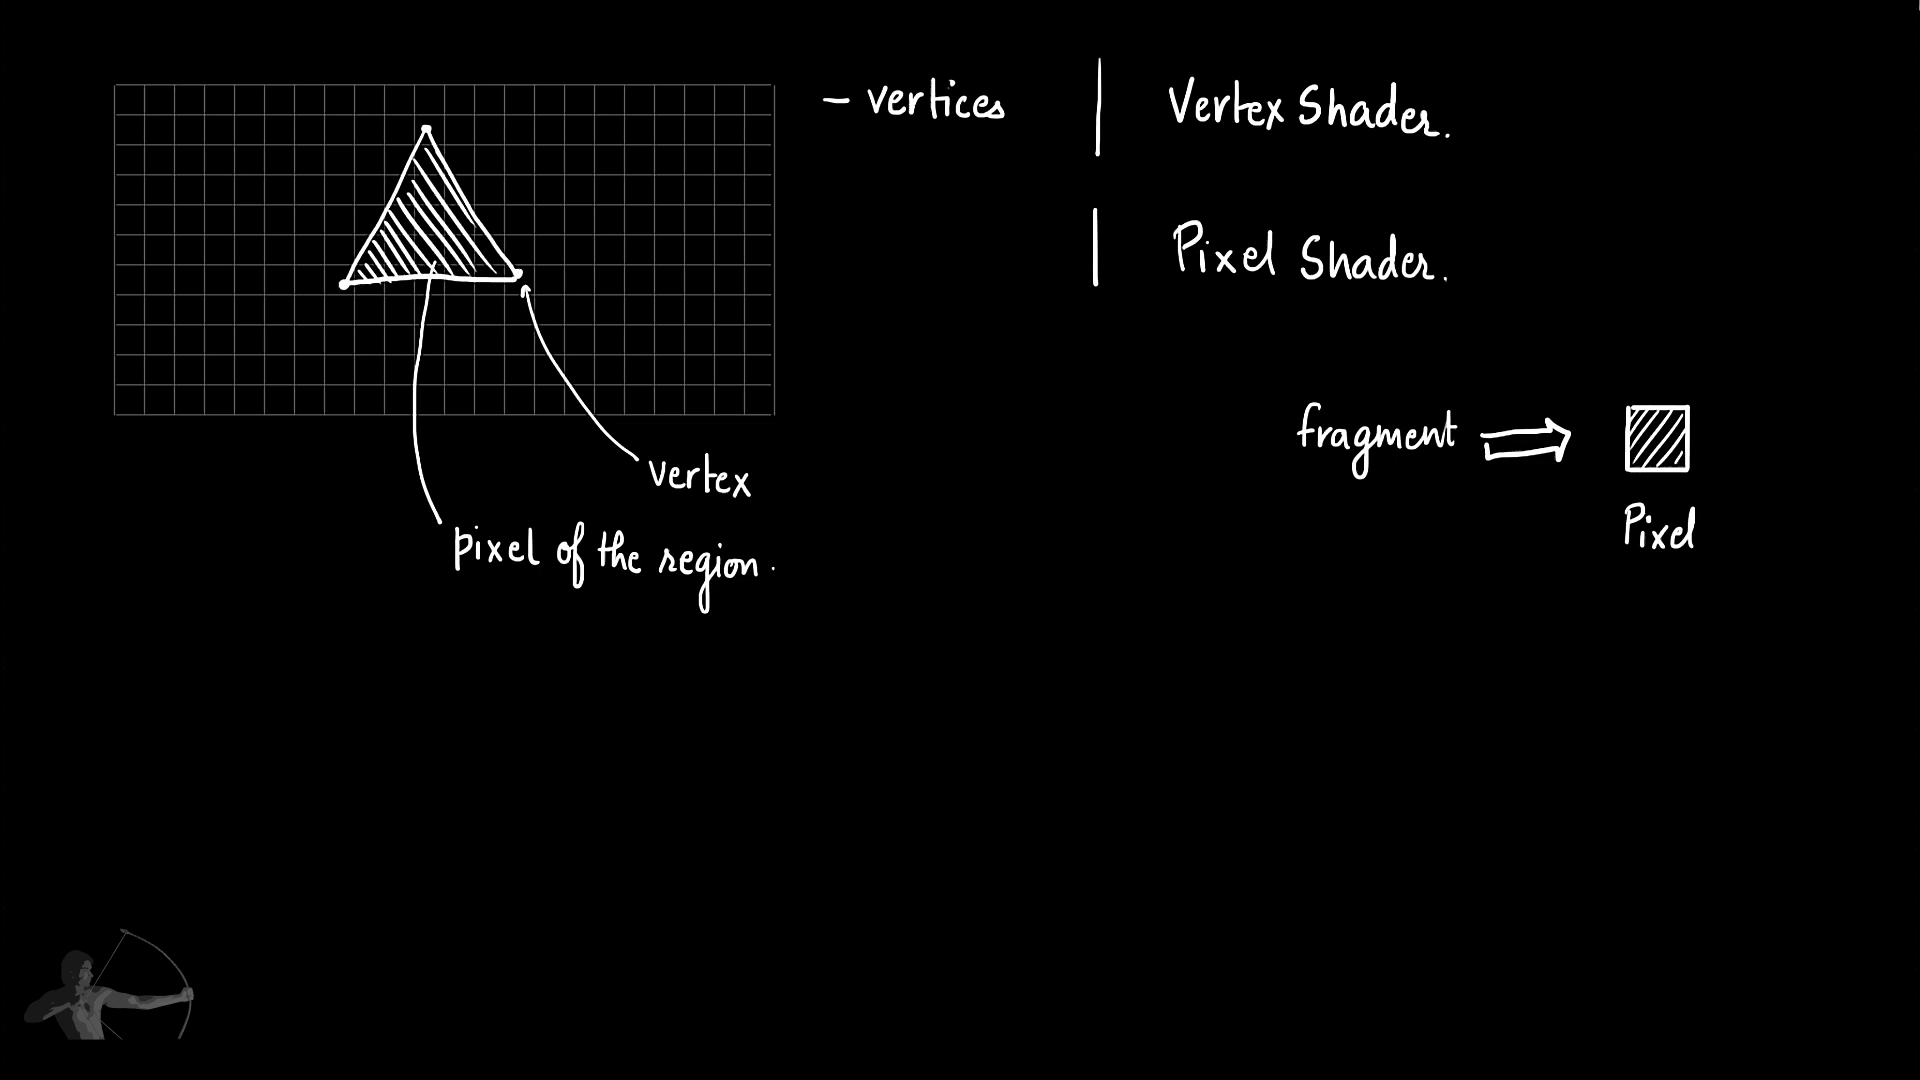 - vertices
Vertex Shader.
Pixel Shader.
fragment
Pixel
vertex
pixel of the region.